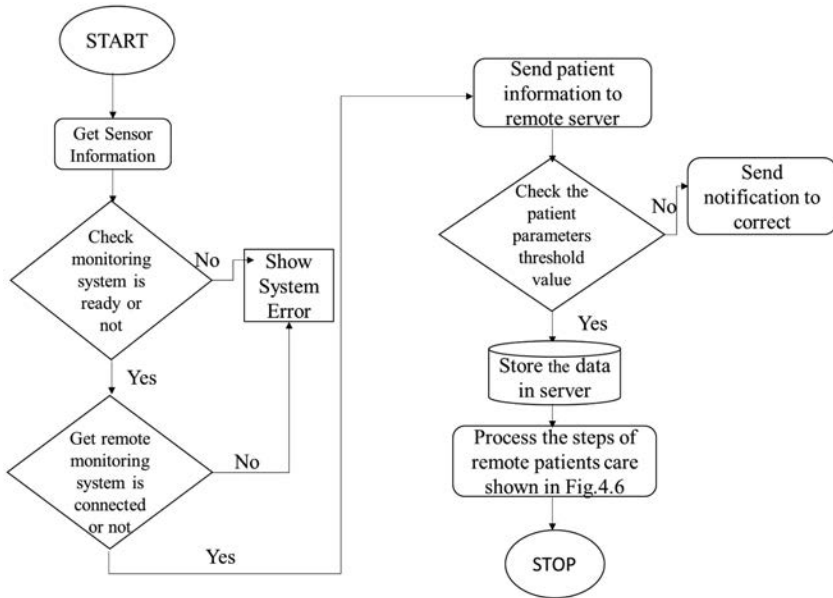 START
Get Sensor
Information
Check
monitoring
system is
ready or
not
No
Show
System
Error
Yes
Get remote
monitoring
system is
connected
or not
No
Yes
Send patient
information to
remote server
Check the
patient
parameters
threshold
value
No
Send
notification to
correct
Yes
Store the data
in server
Process the steps of
remote patients care
shown in Fig.4.6
STOP